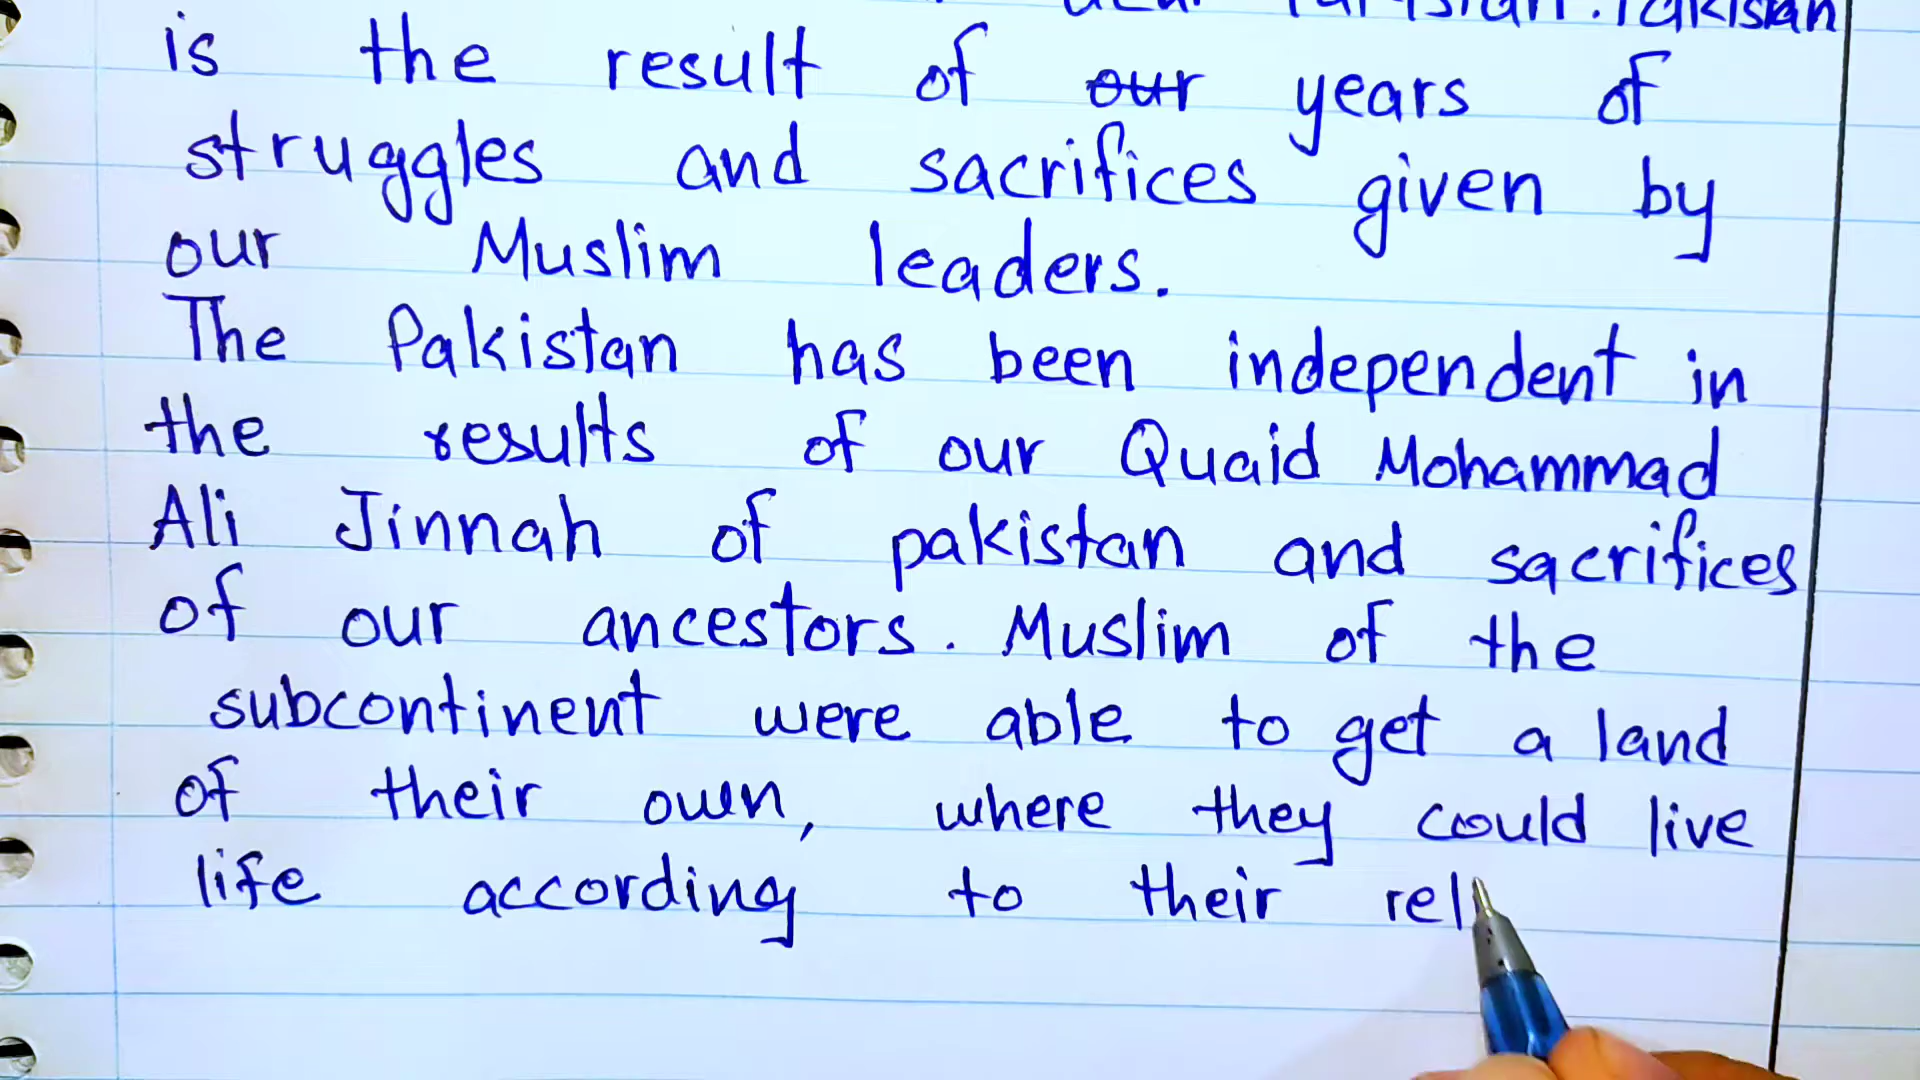 Pakistan
is the result of our years of
struggles and sacrifices given by
our Muslim leaders.
The Pakistan has been independent in
the results of our Quaid Mohammad
Ali Jinnah of pakistan and sacrifices
of our ancestors. Muslim of the
subcontinent were able to get a land
of their own, where they could live
life according to their rel